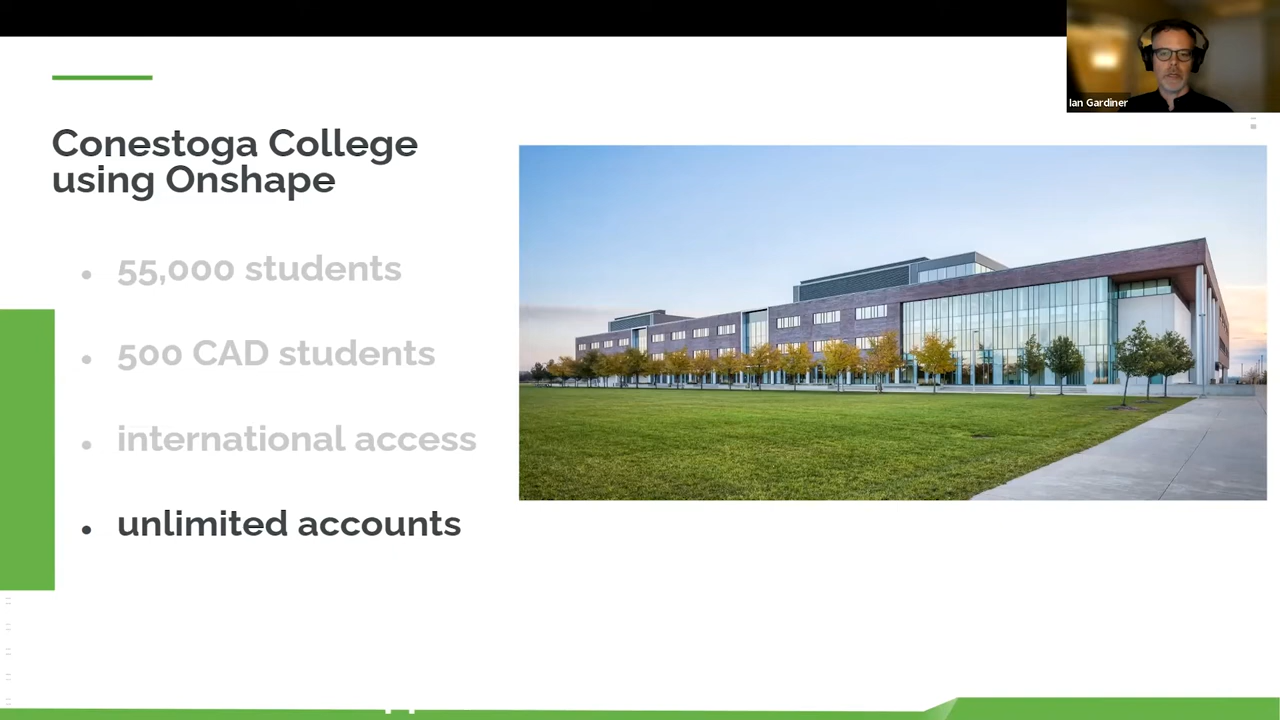 Ian Gardiner
Conestoga College
using Onshape
• 55,000 students
• 500 CAD students
• international access
• unlimited accounts